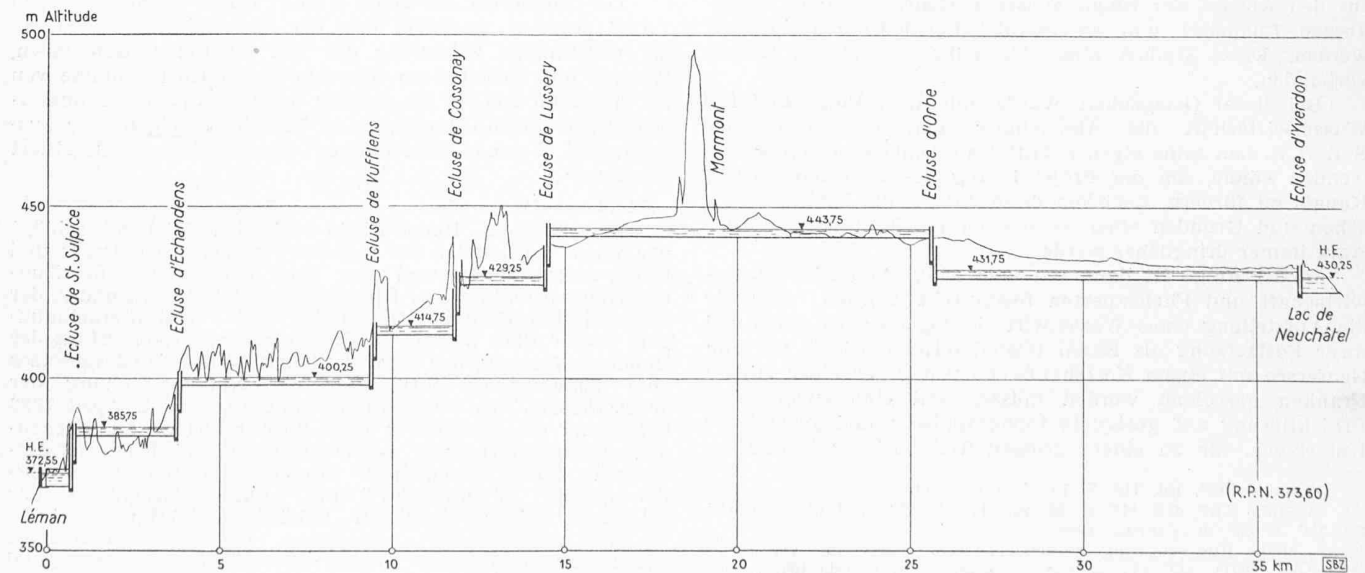 m Altitude
500
450
400
350
Ecluse de St. Sulpice
Ecluse d'Echandens
Ecluse de Vufflens
Ecluse de Cossonay
Ecluse de Lussery
Mormont
Ecluse d'Orbe
Ecluse d'Yverdon
H.E.
372,55
Léman
385,75
400,25
414,75
429,25
443,75
431,75
H.E.
430,25
Lac de
Neuchâtel
(R.P.N. 373,60)
0
5
10
15
20
25
30
35 km
SBZ